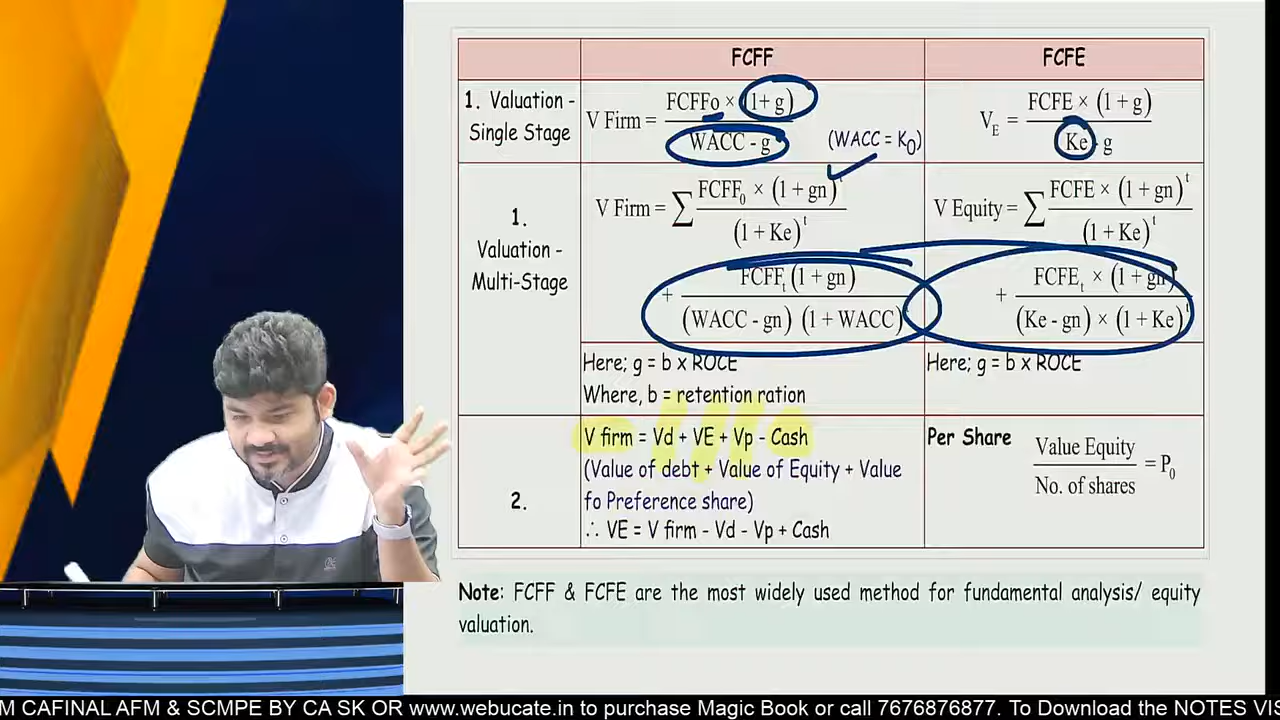 FCFF FCFE
1. Valuation - Single Stage
V Firm = FCFFo × (1+ g) / WACC - g
(WACC = K₀)
V_E = FCFE × (1 + g) / Ke - g
1. Valuation - Multi-Stage
V Firm = ∑ FCFF₀ × (1 + gn)^t / (1 + Ke)^t
+ FCFF_t (1 + gn) / (WACC - gn) (1 + WACC)
V Equity = ∑ FCFE × (1 + gn)^t / (1 + Ke)^t
+ FCFE_t × (1 + gn) / (Ke - gn) × (1 + Ke)^t
Here; g = b x ROCE
Where, b = retention ration
Here; g = b x ROCE
2.
V firm = Vd + VE + Vp - Cash
(Value of debt + Value of Equity + Value
fo Preference share)
∴ VE = V firm - Vd - Vp + Cash
Per Share Value Equity / No. of shares = P₀
Note: FCFF & FCFE are the most widely used method for fundamental analysis/ equity
valuation.
M CAFINAL AFM & SCMPE BY CA SK OR www.webucate.in to purchase Magic Book or call 7676876877. To Download the NOTES VIS